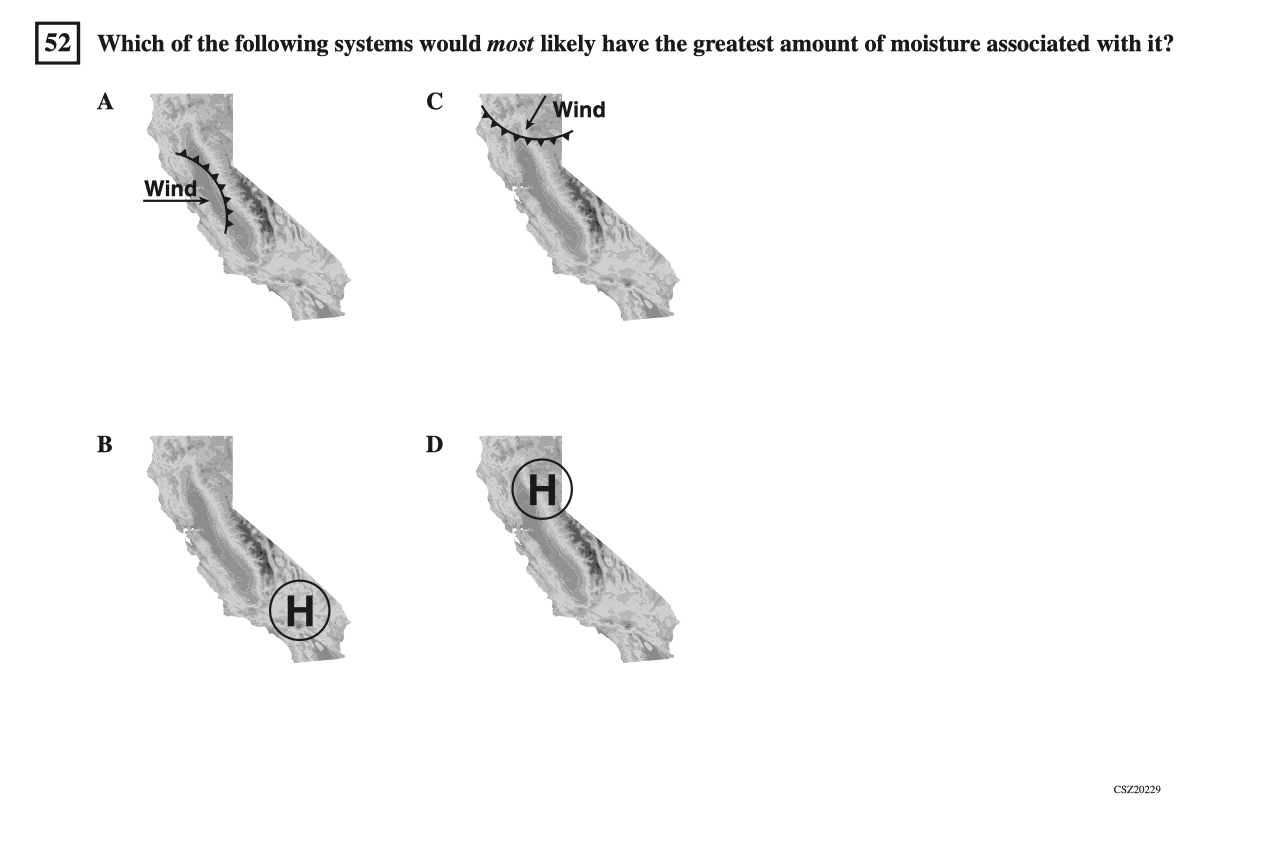 52 Which of the following systems would most likely have the greatest amount of moisture associated with it?
A
Wind
C
Wind
B
H
D
H
CSZ20229